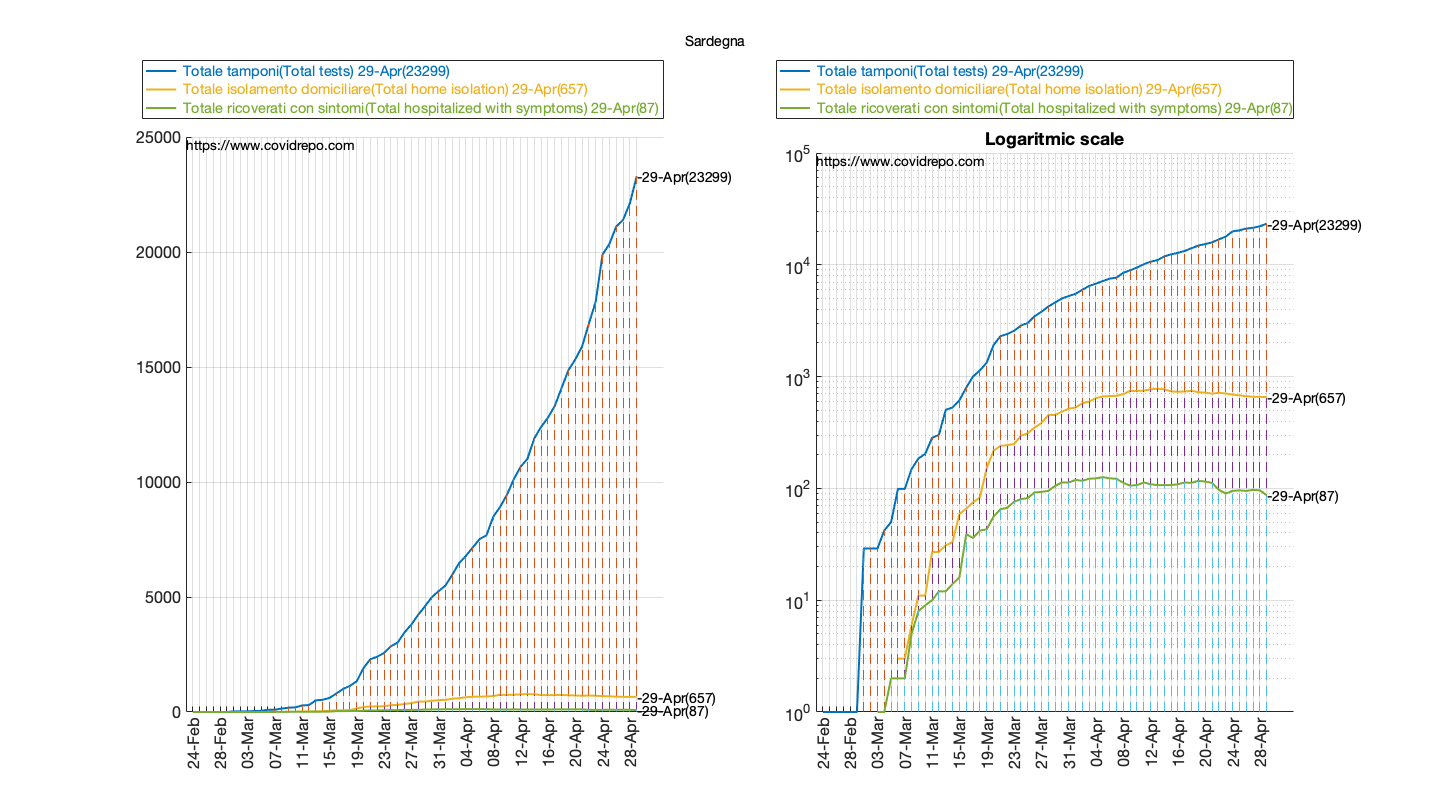 Sardegna
Totale tamponi(Total tests) 29-Apr(23299)
Totale isolamento domiciliare(Total home isolation) 29-Apr(657)
Totale ricoverati con sintomi(Total hospitalized with symptoms) 29-Apr(87)
25000
20000
15000
10000
5000
0
https://www.covidrepo.com
-29-Apr(23299)
-29-Apr(657)
-29-Apr(87)
24-Feb
28-Feb
03-Mar
07-Mar
11-Mar
15-Mar
19-Mar
23-Mar
27-Mar
31-Mar
04-Apr
08-Apr
12-Apr
16-Apr
20-Apr
24-Apr
28-Apr
Totale tamponi(Total tests) 29-Apr(23299)
Totale isolamento domiciliare(Total home isolation) 29-Apr(657)
Totale ricoverati con sintomi(Total hospitalized with symptoms) 29-Apr(87)
Logaritmic scale
10^5
10^4
10^3
10^2
10^1
10^0
https://www.covidrepo.com
-29-Apr(23299)
-29-Apr(657)
-29-Apr(87)
24-Feb
28-Feb
03-Mar
07-Mar
11-Mar
15-Mar
19-Mar
23-Mar
27-Mar
31-Mar
04-Apr
08-Apr
12-Apr
16-Apr
20-Apr
24-Apr
28-Apr